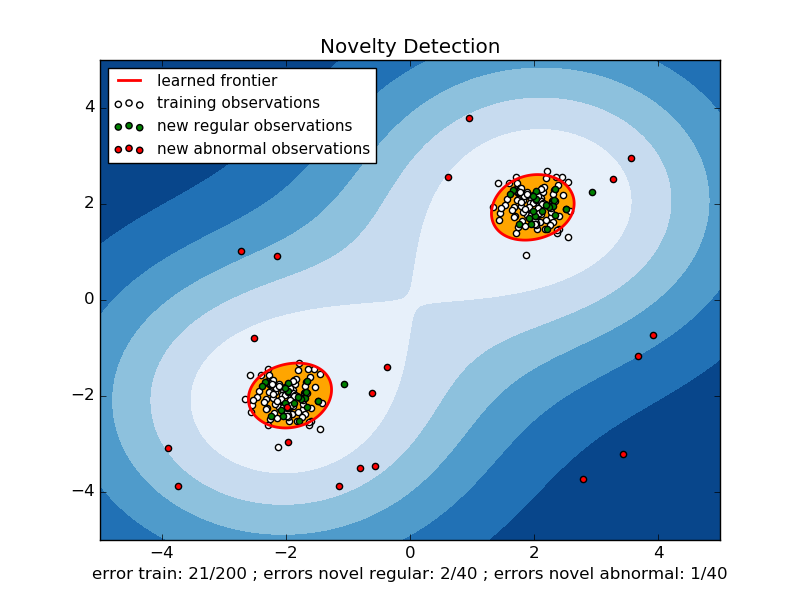 Novelty Detection
learned frontier
training observations
new regular observations
new abnormal observations
4
2
0
−2
−4
−4 −2 0 2 4
error train: 21/200 ; errors novel regular: 2/40 ; errors novel abnormal: 1/40